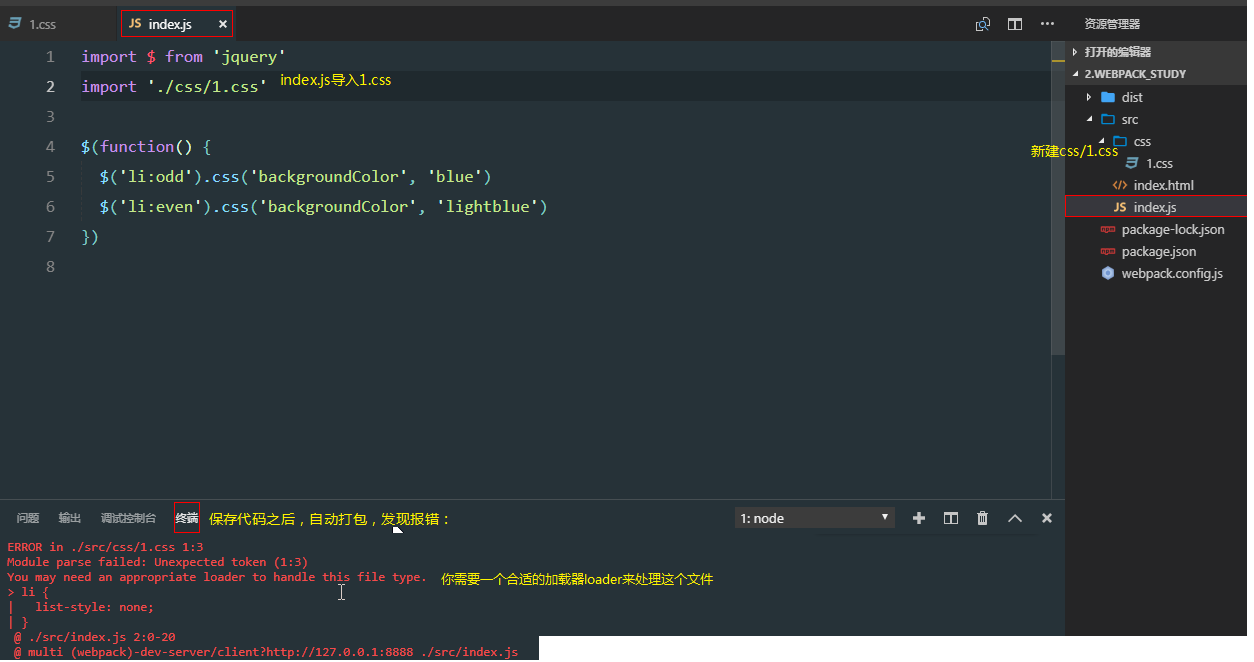 1.css
JS index.js ×
资源管理器
1 import $ from 'jquery'
2 import './css/1.css' index.js导入1.css
3
4 $(function() {
5 $('li:odd').css('backgroundColor', 'blue')
6 $('li:even').css('backgroundColor', 'lightblue')
7 })
8
打开的编辑器
2.WEBPACK_STUDY
dist
src
css
新建css/1.css
1.css
index.html
JS index.js
package-lock.json
package.json
webpack.config.js
问题 输出 调试控制台 终端 保存代码之后，自动打包，发现报错： 1: node
ERROR in ./src/css/1.css 1:3
Module parse failed: Unexpected token (1:3)
You may need an appropriate loader to handle this file type. 你需要一个合适的加载器loader来处理这个文件
> li {
| list-style: none;
| }
@ ./src/index.js 2:0-20
@ multi (webpack)-dev-server/client?http://127.0.0.1:8888 ./src/index.js